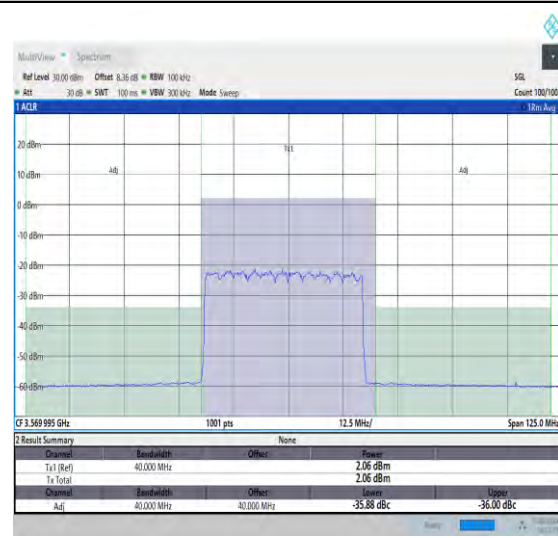 MultiView Spectrum
Ref Level 30.00 dBm Offset 8.36 dB RBW 100 kHz SGL
Att 30 dB SWT 100 ms VBW 300 kHz Mode Sweep Count 100/100
1 ACLR 1Rm Avg
Tx1
20 dBm
Adj Adj
10 dBm
0 dBm
-10 dBm
-20 dBm
-30 dBm
-40 dBm
-50 dBm
-60 dBm
CF 3.569 995 GHz 1001 pts 12.5 MHz/ Span 125.0 MHz
2 Result Summary None
Channel Bandwidth Offset Power
Tx1 (Ref) 40.000 MHz 2.06 dBm
Tx Total 2.06 dBm
Channel Bandwidth Offset Lower Upper
Adj 40.000 MHz 40.000 MHz -35.88 dBc -36.00 dBc
Ready